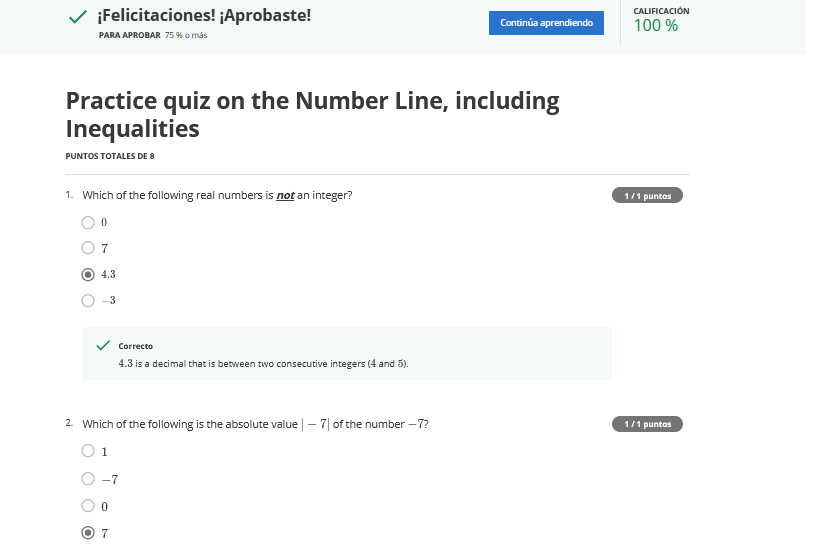 ¡Felicitaciones! ¡Aprobaste!
PARA APROBAR 75 % o más
Continúa aprendiendo
CALIFICACIÓN
100 %
Practice quiz on the Number Line, including
Inequalities
PUNTOS TOTALES DE 8
1. Which of the following real numbers is not an integer?
1 / 1 puntos
0
7
4.3
−3
Correcto
4.3 is a decimal that is between two consecutive integers (4 and 5).
2. Which of the following is the absolute value | − 7| of the number −7?
1 / 1 puntos
1
−7
0
7